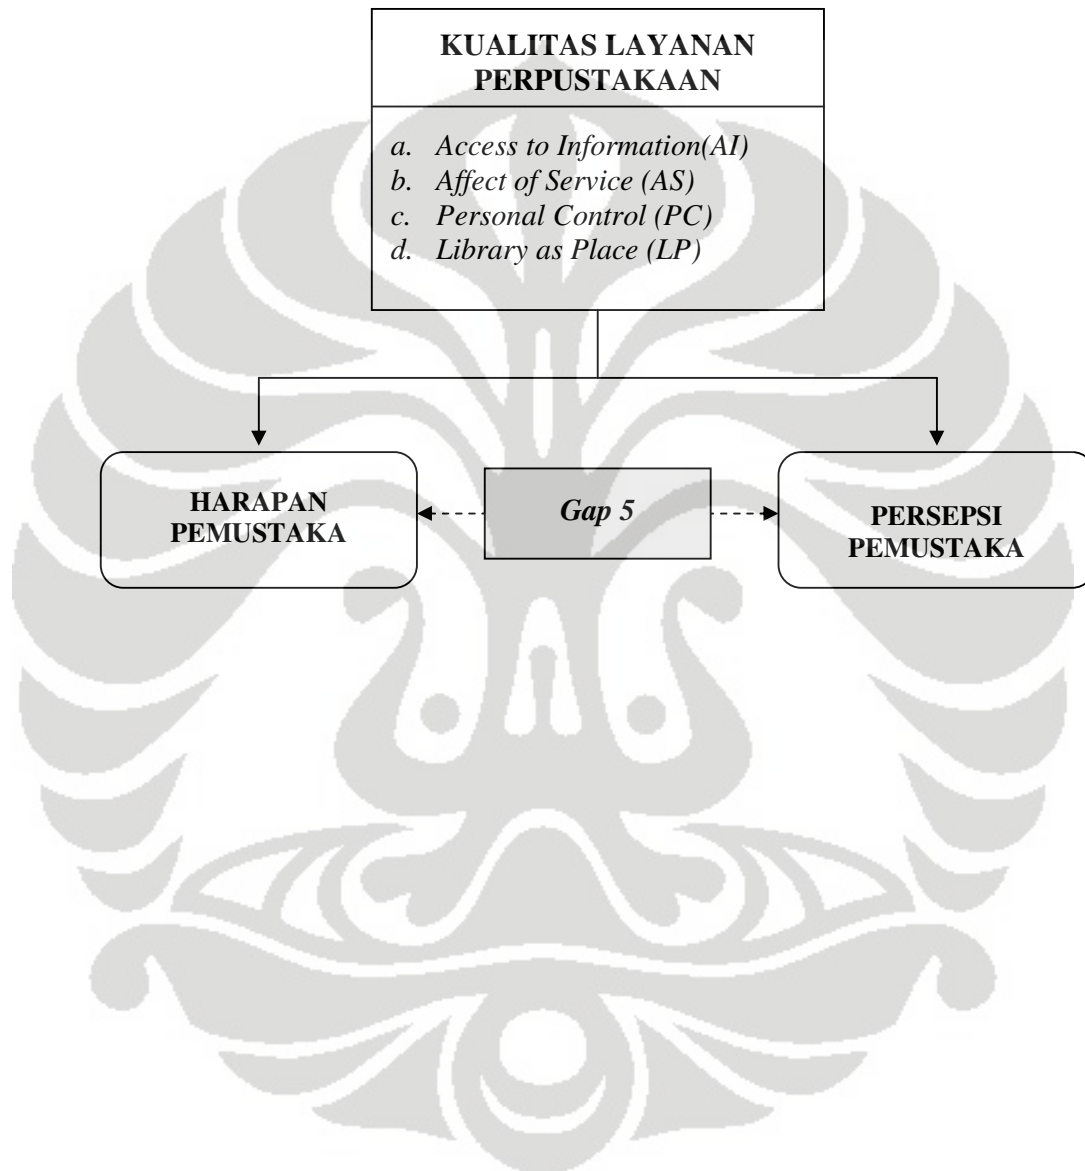 KUALITAS LAYANAN
PERPUSTAKAAN
a. Access to Information(AI)
b. Affect of Service (AS)
c. Personal Control (PC)
d. Library as Place (LP)
HARAPAN
PEMUSTAKA
Gap 5
PERSEPSI
PEMUSTAKA